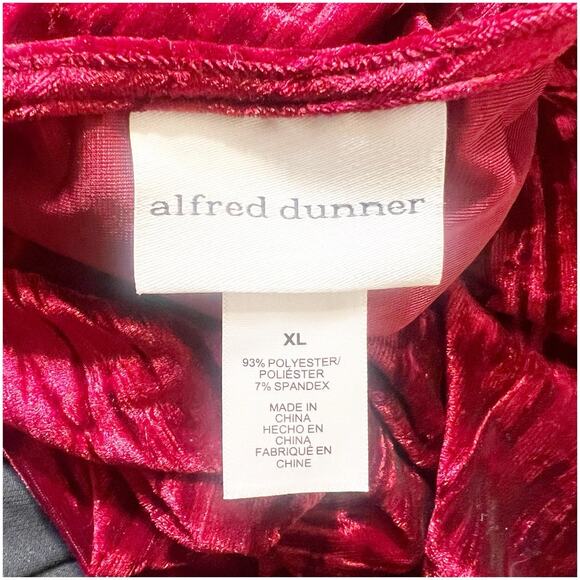 alfred dunner
XL
93% POLYESTER/
POLIÉSTER
7% SPANDEX
MADE IN
CHINA
HECHO EN
CHINA
FABRIQUÉ EN
CHINE